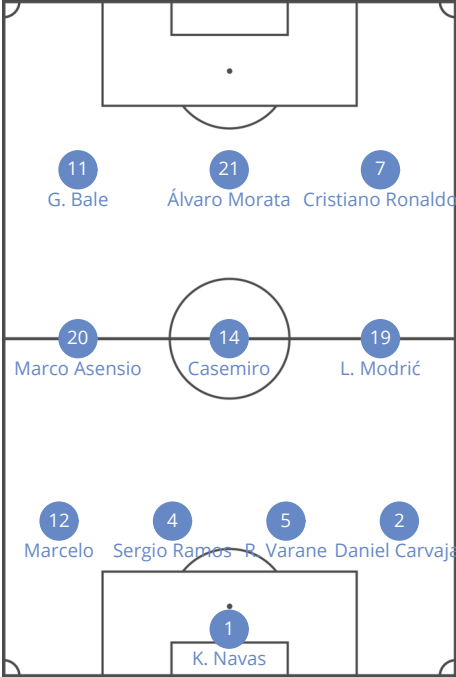 11 21 7
G. Bale Álvaro Morata Cristiano Ronaldo
20 14 19
Marco Asensio Casemiro L. Modrić
12 4 5 2
Marcelo Sergio Ramos R. Varane Daniel Carvaja
1
K. Navas